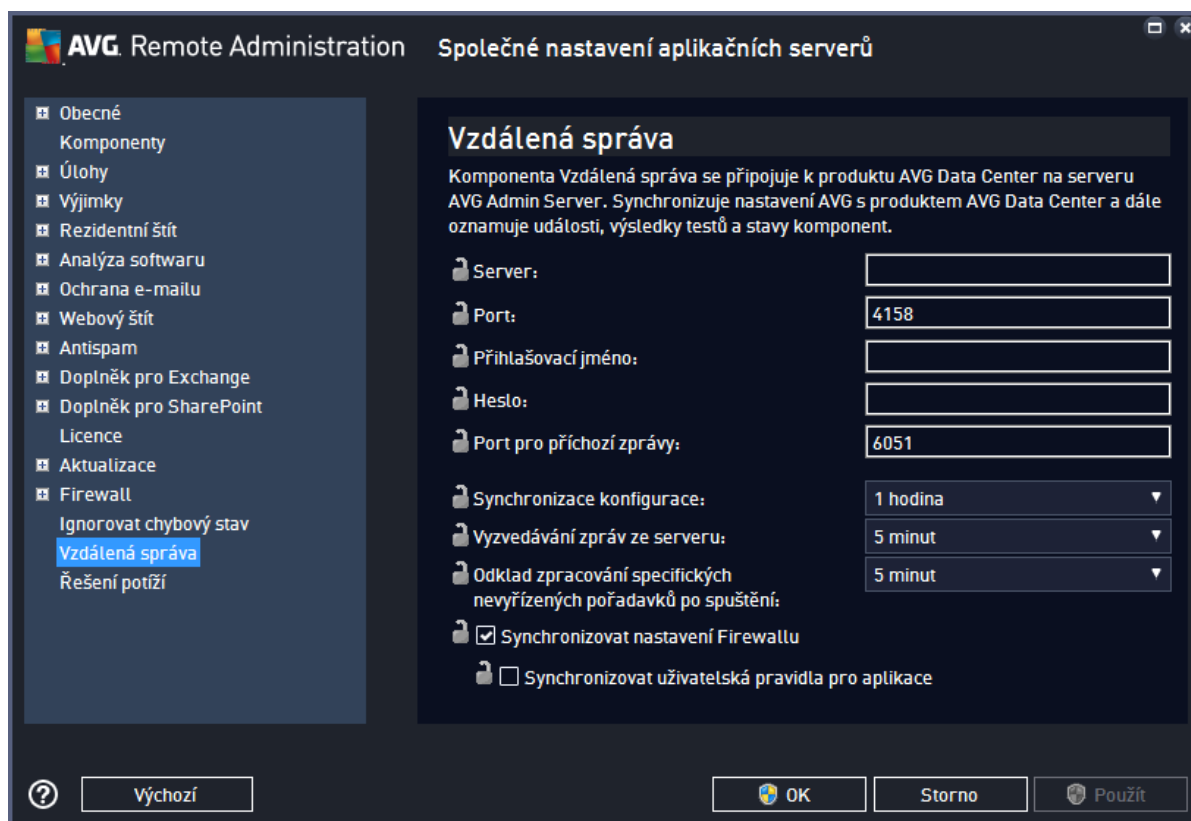 AVG. Remote Administration
Společné nastavení aplikačních serverů
Obecné
Komponenty
Úlohy
Výjimky
Rezidentní štít
Analýza softwaru
Ochrana e-mailu
Webový štít
Antispam
Doplněk pro Exchange
Doplněk pro SharePoint
Licence
Aktualizace
Firewall
Ignorovat chybový stav
Vzdálená správa
Řešení potíží
Vzdálená správa
Komponenta Vzdálená správa se připojuje k produktu AVG Data Center na serveru
AVG Admin Server. Synchronizuje nastavení AVG s produktem AVG Data Center a dále
oznamuje události, výsledky testů a stavy komponent.
Server:
Port: 4158
Přihlašovací jméno:
Heslo:
Port pro příchozí zprávy: 6051
Synchronizace konfigurace: 1 hodina
Vyzvedávání zpráv ze serveru: 5 minut
Odklad zpracování specifických 5 minut
nevyřízených pořadavků po spuštění:
Synchronizovat nastavení Firewallu
Synchronizovat uživatelská pravidla pro aplikace
? Výchozí OK Storno Použít